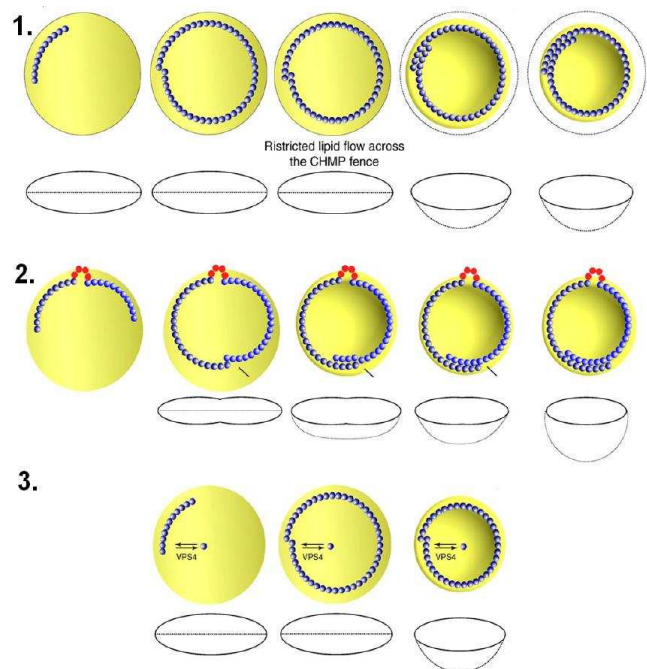 1.
Ristricted lipid flow across
the CHMP fence
2.
3.
VPS4
VPS4
VPS4